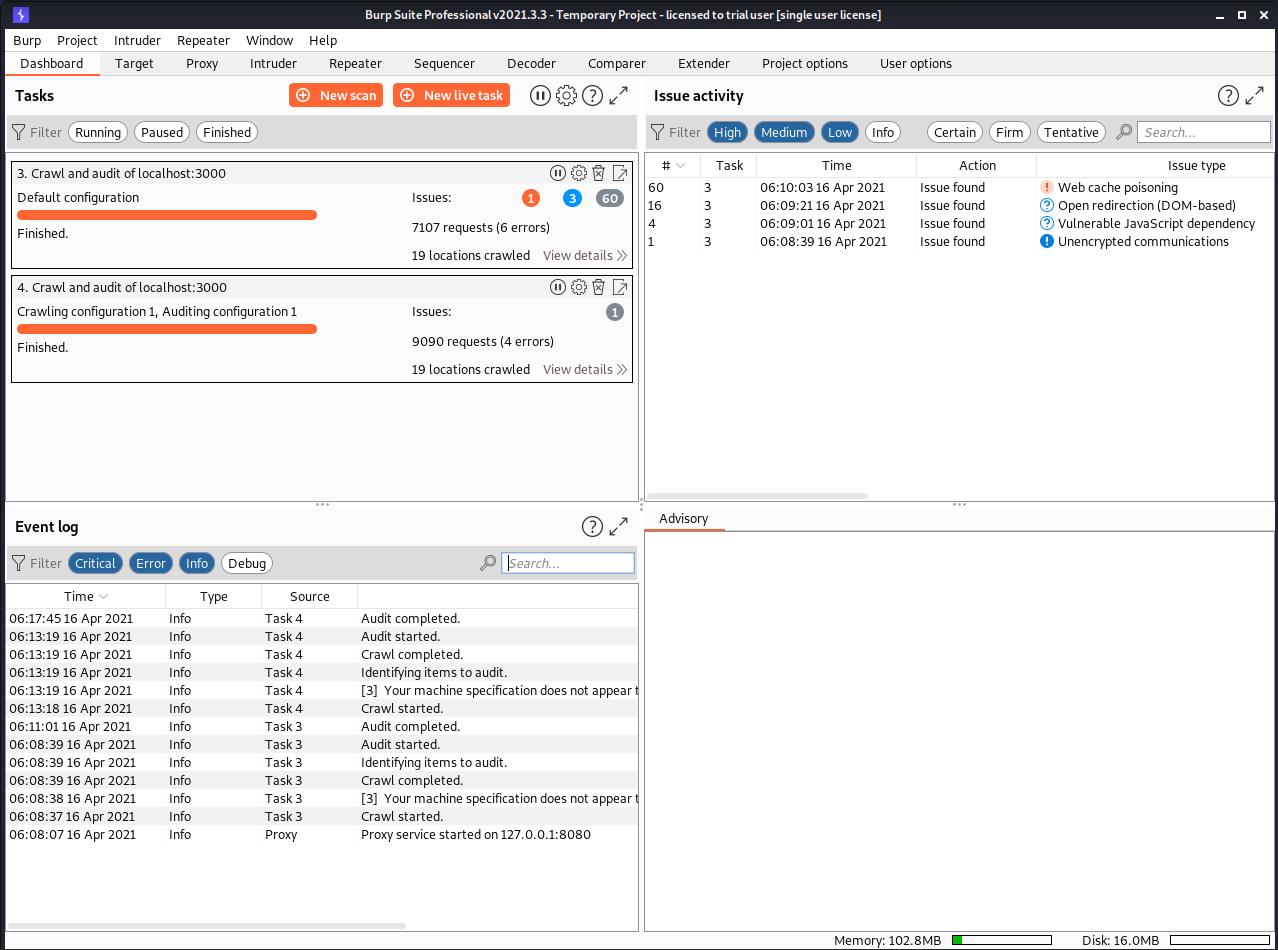 Burp Suite Professional v2021.3.3 - Temporary Project - licensed to trial user [single user license]
Burp Project Intruder Repeater Window Help
Dashboard Target Proxy Intruder Repeater Sequencer Decoder Comparer Extender Project options User options
Tasks New scan New live task
Filter Running Paused Finished
3. Crawl and audit of localhost:3000
Default configuration Issues: 1 3 60
7107 requests (6 errors)
Finished.
19 locations crawled View details
4. Crawl and audit of localhost:3000
Crawling configuration 1, Auditing configuration 1 Issues: 1
9090 requests (4 errors)
Finished.
19 locations crawled View details
Issue activity
Filter High Medium Low Info Certain Firm Tentative Search...
# Task Time Action Issue type
60 3 06:10:03 16 Apr 2021 Issue found Web cache poisoning
16 3 06:09:21 16 Apr 2021 Issue found Open redirection (DOM-based)
4 3 06:09:01 16 Apr 2021 Issue found Vulnerable JavaScript dependency
1 3 06:08:39 16 Apr 2021 Issue found Unencrypted communications
Event log
Filter Critical Error Info Debug Search...
Time Type Source
06:17:45 16 Apr 2021 Info Task 4 Audit completed.
06:13:19 16 Apr 2021 Info Task 4 Audit started.
06:13:19 16 Apr 2021 Info Task 4 Crawl completed.
06:13:19 16 Apr 2021 Info Task 4 Identifying items to audit.
06:13:19 16 Apr 2021 Info Task 4 [3] Your machine specification does not appear t
06:13:18 16 Apr 2021 Info Task 4 Crawl started.
06:11:01 16 Apr 2021 Info Task 3 Audit completed.
06:08:39 16 Apr 2021 Info Task 3 Audit started.
06:08:39 16 Apr 2021 Info Task 3 Identifying items to audit.
06:08:39 16 Apr 2021 Info Task 3 Crawl completed.
06:08:38 16 Apr 2021 Info Task 3 [3] Your machine specification does not appear t
06:08:37 16 Apr 2021 Info Task 3 Crawl started.
06:08:07 16 Apr 2021 Info Proxy Proxy service started on 127.0.0.1:8080
Advisory
Memory: 102.8MB Disk: 16.0MB